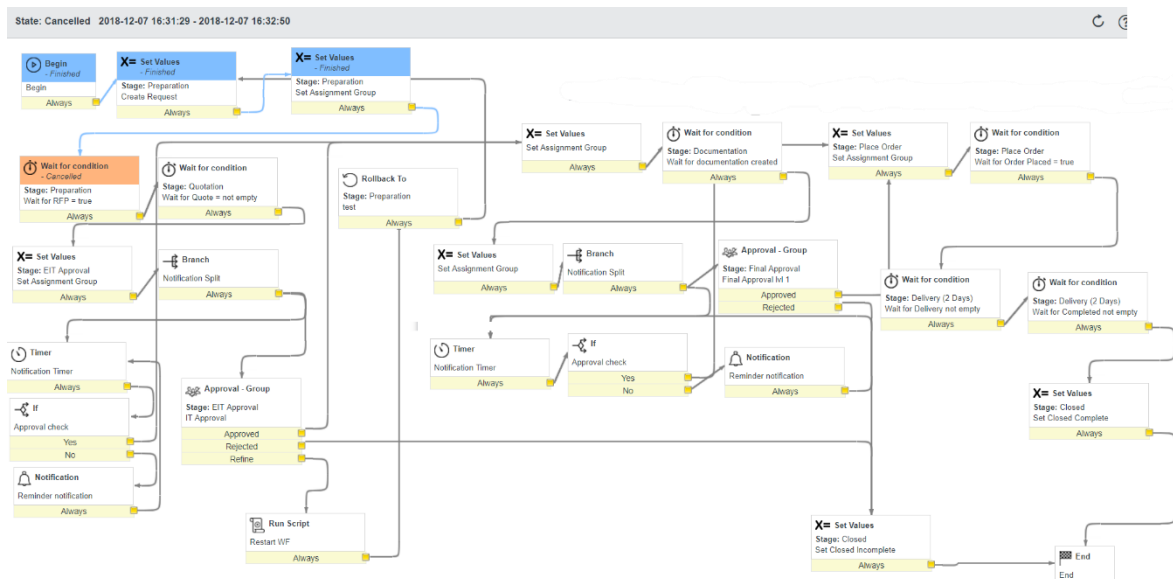 State: Cancelled 2018-12-07 16:31:29 - 2018-12-07 16:32:50
Begin
- Finished
Begin
Always
X= Set Values
- Finished
Stage: Preparation
Create Request
Always
X= Set Values
- Finished
Stage: Preparation
Set Assignment Group
Always
Wait for condition
- Cancelled
Stage: Preparation
Wait for RFP = true
Always
Wait for condition
Stage: Quotation
Wait for Quote = not empty
Always
Rollback To
Stage: Preparation
test
Always
X= Set Values
Set Assignment Group
Always
Wait for condition
Stage: Documentation
Wait for documentation created
Always
X= Set Values
Stage: Place Order
Set Assignment Group
Always
Wait for condition
Stage: Place Order
Wait for Order Placed = true
Always
X= Set Values
Stage: EIT Approval
Set Assignment Group
Always
Branch
Notification Split
Always
X= Set Values
Set Assignment Group
Always
Branch
Notification Split
Always
Approval - Group
Stage: Final Approval
Final Approval lvl 1
Approved
Rejected
Wait for condition
Stage: Delivery (2 Days)
Wait for Delivery not empty
Always
Wait for condition
Stage: Delivery (2 Days)
Wait for Completed not empty
Always
Timer
Notification Timer
Always
If
Approval check
Yes
No
Notification
Reminder notification
Always
Approval - Group
Stage: EIT Approval
IT Approval
Approved
Rejected
Refine
Timer
Notification Timer
Always
If
Approval check
Yes
No
Notification
Reminder notification
Always
X= Set Values
Stage: Closed
Set Closed Complete
Always
Run Script
Restart WF
Always
X= Set Values
Stage: Closed
Set Closed Incomplete
Always
End
End